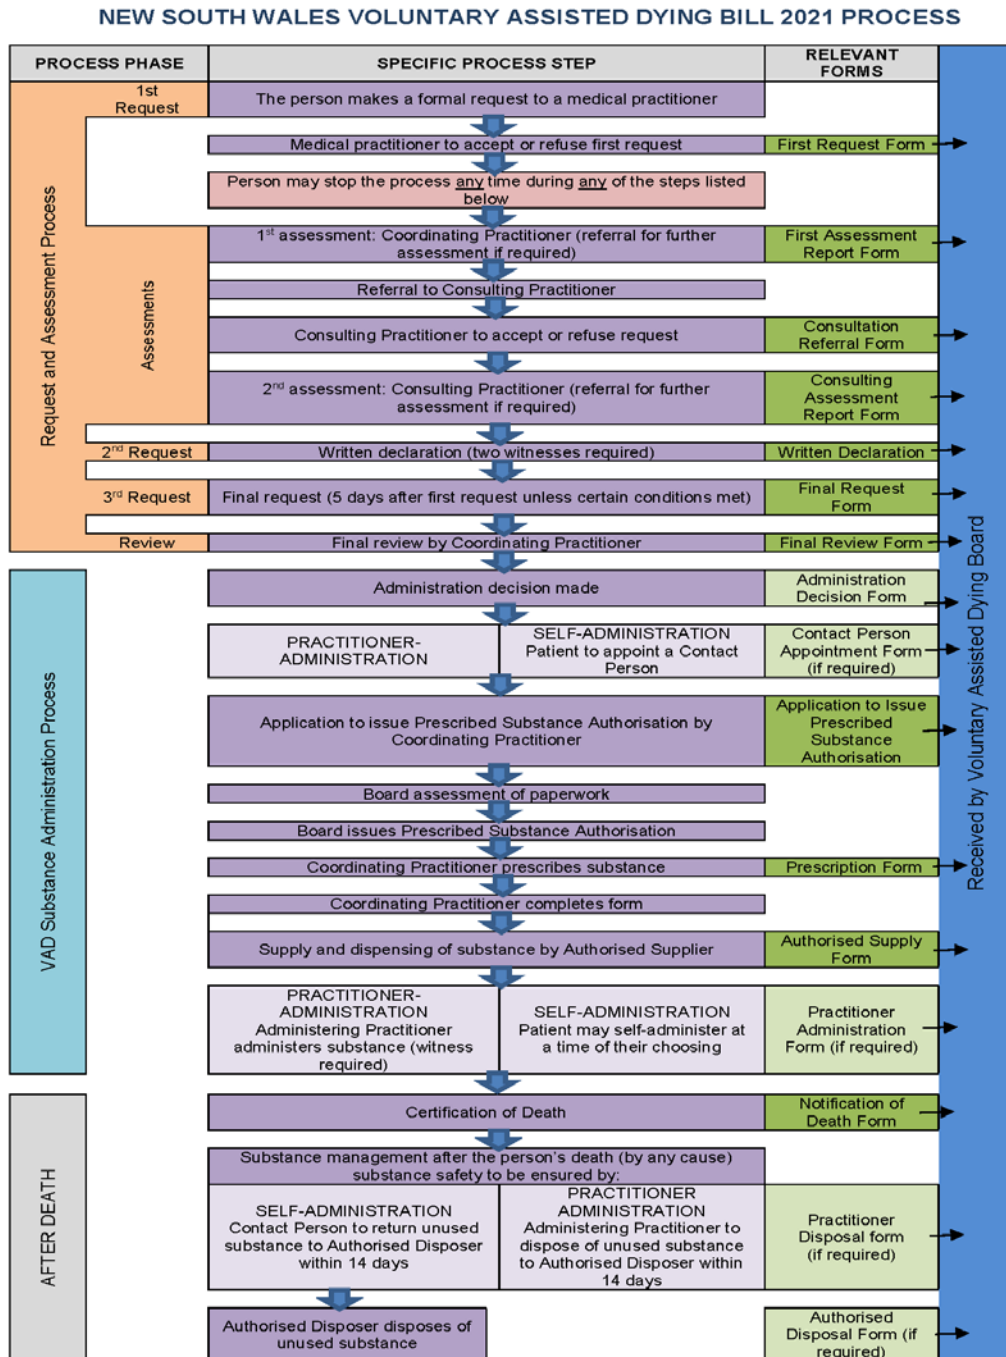 NEW SOUTH WALES VOLUNTARY ASSISTED DYING BILL 2021 PROCESS
PROCESS PHASE
SPECIFIC PROCESS STEP
RELEVANT
FORMS
1st
Request
The person makes a formal request to a medical practitioner
Medical practitioner to accept or refuse first request
First Request Form
Person may stop the process any time during any of the steps listed
below
Request and Assessment Process
Assessments
1st assessment: Coordinating Practitioner (referral for further
assessment if required)
First Assessment
Report Form
Referral to Consulting Practitioner
Consulting Practitioner to accept or refuse request
Consultation
Referral Form
2nd assessment: Consulting Practitioner (referral for further
assessment if required)
Consulting
Assessment
Report Form
2nd Request
Written declaration (two witnesses required)
Written Declaration
3rd Request
Final request (5 days after first request unless certain conditions met)
Final Request
Form
Review
Final review by Coordinating Practitioner
Final Review Form
Received by Voluntary Assisted Dying Board
VAD Substance Administration Process
Administration decision made
Administration
Decision Form
PRACTITIONER-
ADMINISTRATION
SELF-ADMINISTRATION
Patient to appoint a Contact
Person
Contact Person
Appointment Form
(if required)
Application to issue Prescribed Substance Authorisation by
Coordinating Practitioner
Application to Issue
Prescribed
Substance
Authorisation
Board assessment of paperwork
Board issues Prescribed Substance Authorisation
Coordinating Practitioner prescribes substance
Prescription Form
Coordinating Practitioner completes form
Supply and dispensing of substance by Authorised Supplier
Authorised Supply
Form
PRACTITIONER-
ADMINISTRATION
Administering Practitioner
administers substance (witness
required)
SELF-ADMINISTRATION
Patient may self-administer at
a time of their choosing
Practitioner
Administration
Form (if required)
AFTER DEATH
Certification of Death
Notification of
Death Form
Substance management after the person's death (by any cause)
substance safety to be ensured by:
SELF-ADMINISTRATION
Contact Person to return unused
substance to Authorised Disposer
within 14 days
PRACTITIONER
ADMINISTRATION
Administering Practitioner to
dispose of unused substance
to Authorised Disposer within
14 days
Practitioner
Disposal form
(if required)
Authorised Disposer disposes of
unused substance
Authorised
Disposal Form (if
required)